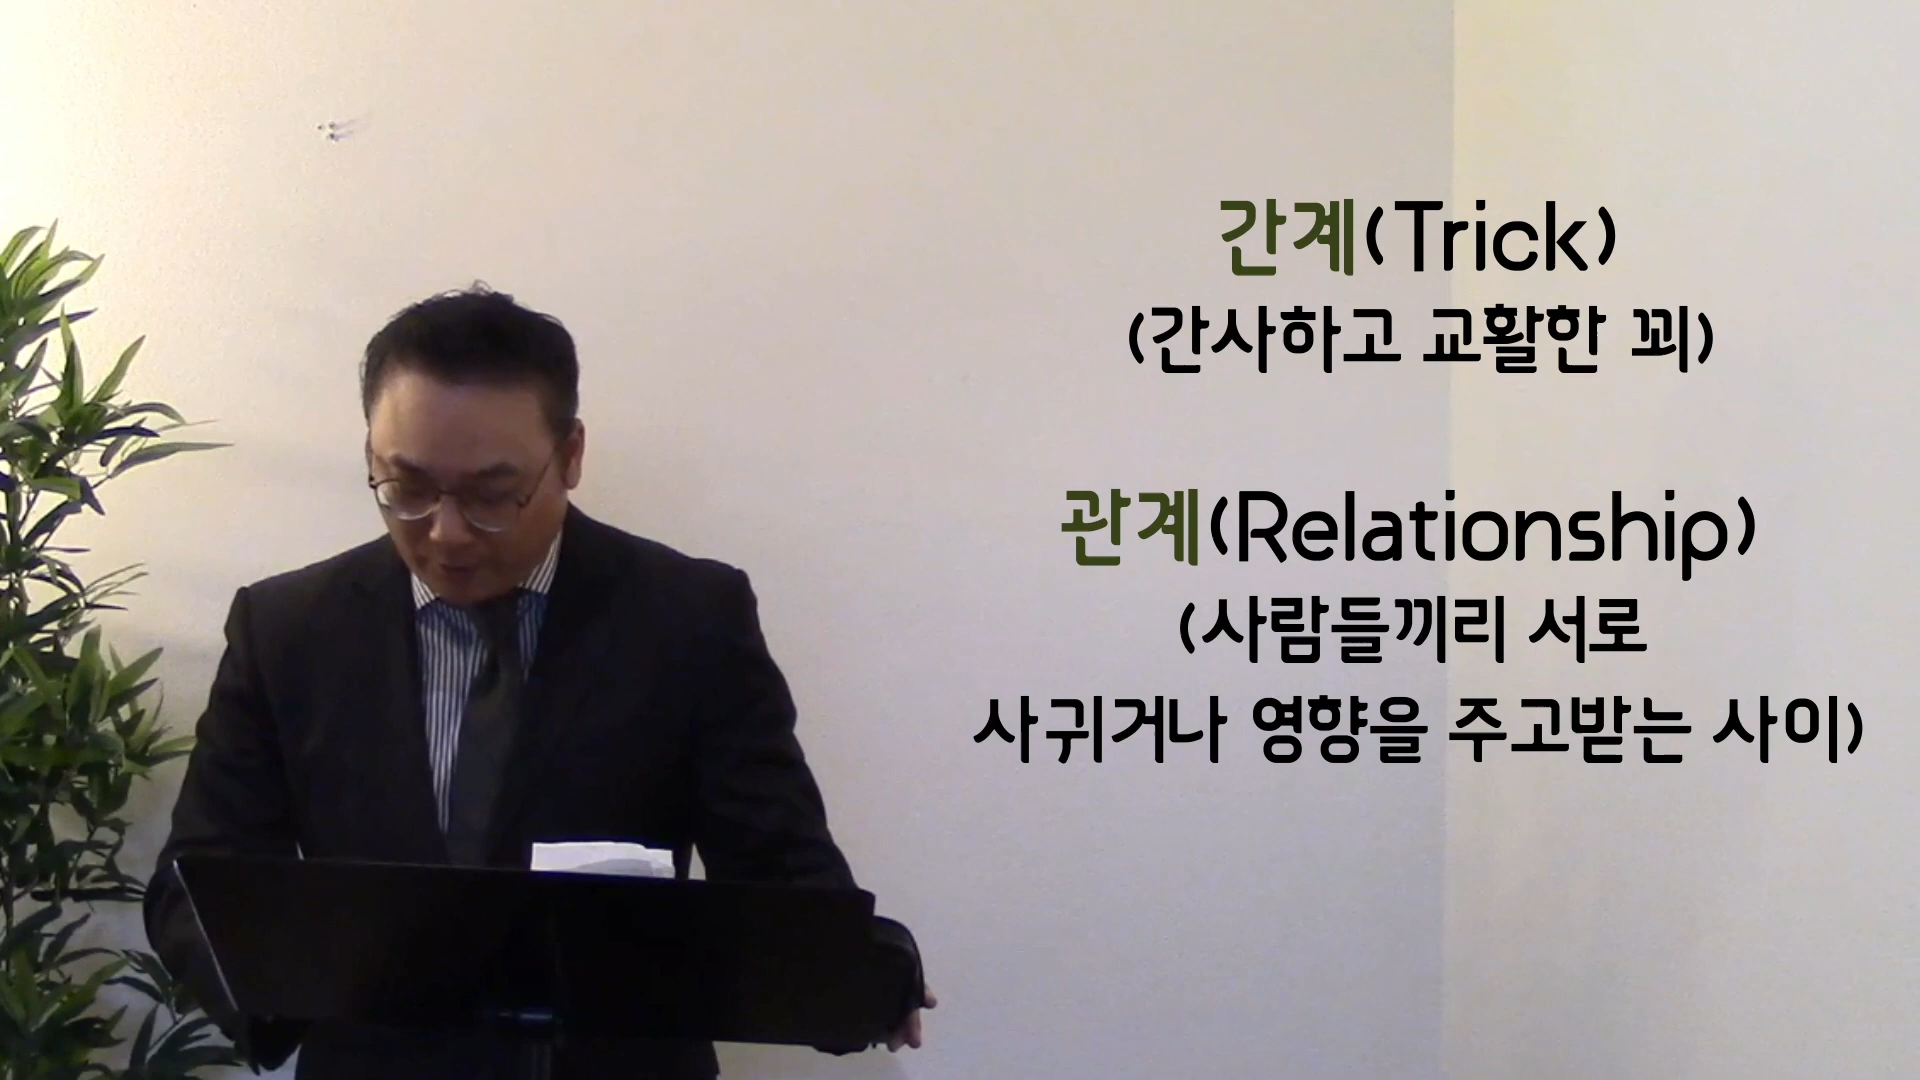 간계(Trick)
(간사하고 교활한 꾀)
관계(Relationship)
(사람들끼리 서로
사귀거나 영향을 주고받는 사이)